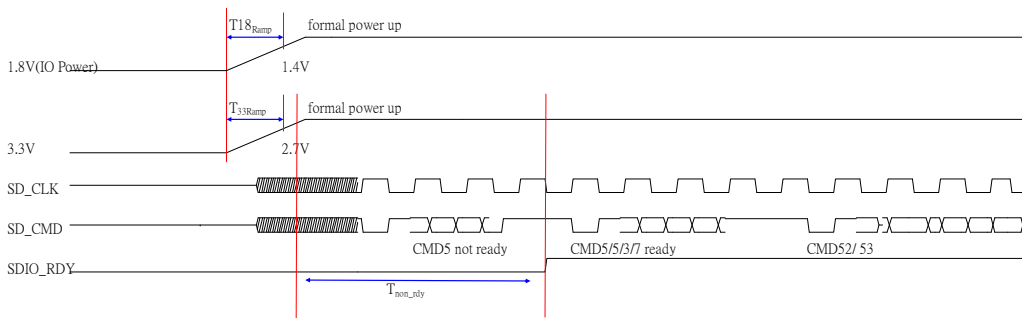 T18Ramp formal power up
1.8V(IO Power) 1.4V
T33Ramp formal power up
3.3V 2.7V
SD_CLK
SD_CMD
CMD5 not ready CMD5/5/3/7 ready CMD52/ 53
SDIO_RDY
Tnon_rdy